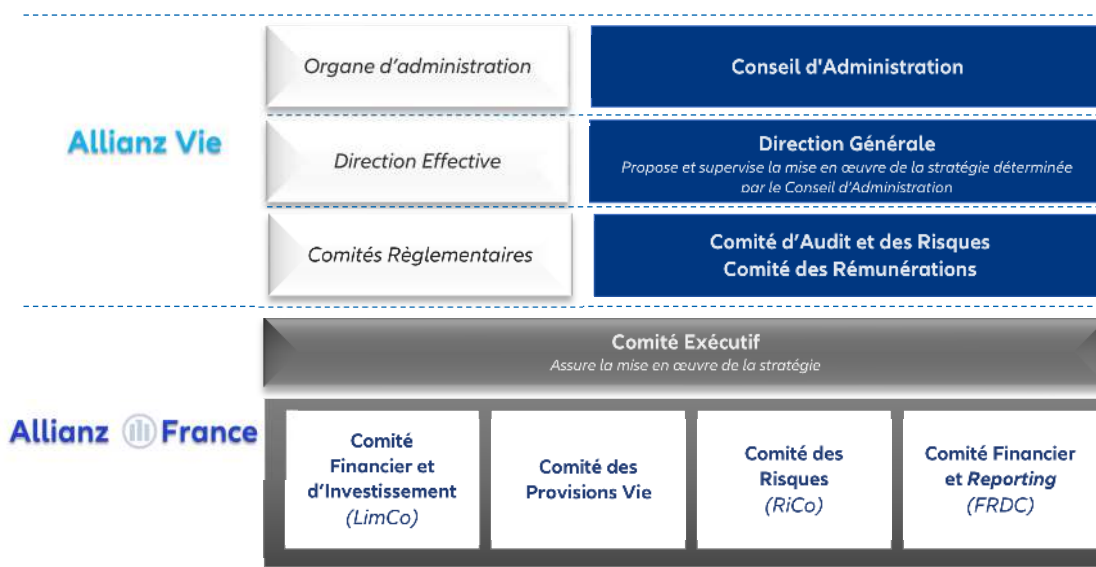 Organe d'administration
Conseil d'Administration
Allianz Vie
Direction Effective
Direction Générale
Propose et supervise la mise en œuvre de la stratégie déterminée
par le Conseil d'Administration
Comités Règlementaires
Comité d'Audit et des Risques
Comité des Rémunérations
Comité Exécutif
Assure la mise en œuvre de la stratégie
Allianz France
Comité
Financier et
d'Investissement
(LimCo)
Comité des
Provisions Vie
Comité des
Risques
(RiCo)
Comité Financier
et Reporting
(FRDC)